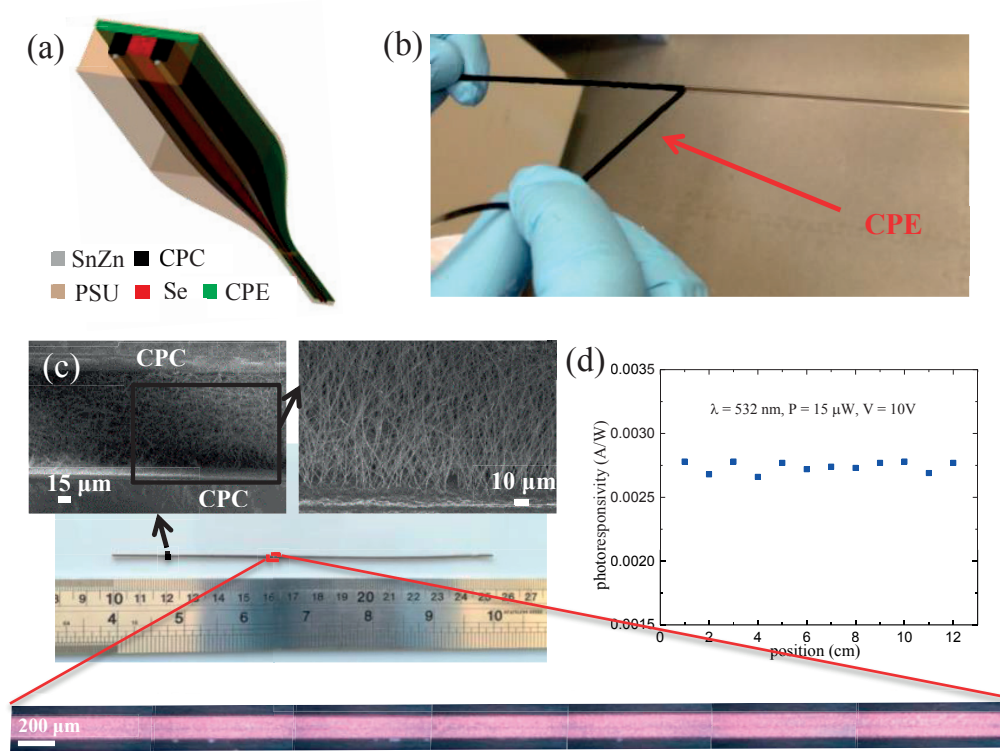 (a)
SnZn CPC
PSU Se CPE
(b)
CPE
(c)
CPC
15 µm
CPC
10 µm
8 9 10 11 12 13 14 15 16 17 18 19 20 21 22 23 24 25 26 27
4 5 6 7 8 9 10
200 µm
(d)
0.0035
0.0030
0.0025
0.0020
0.0015
photoresponsivity (A/W)
λ = 532 nm, P = 15 µW, V = 10V
0 2 4 6 8 10 12
position (cm)